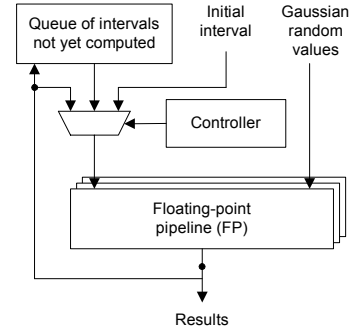 Queue of intervals
not yet computed
Initial
interval
Gaussian
random
values
Controller
Floating-point
pipeline (FP)
Results